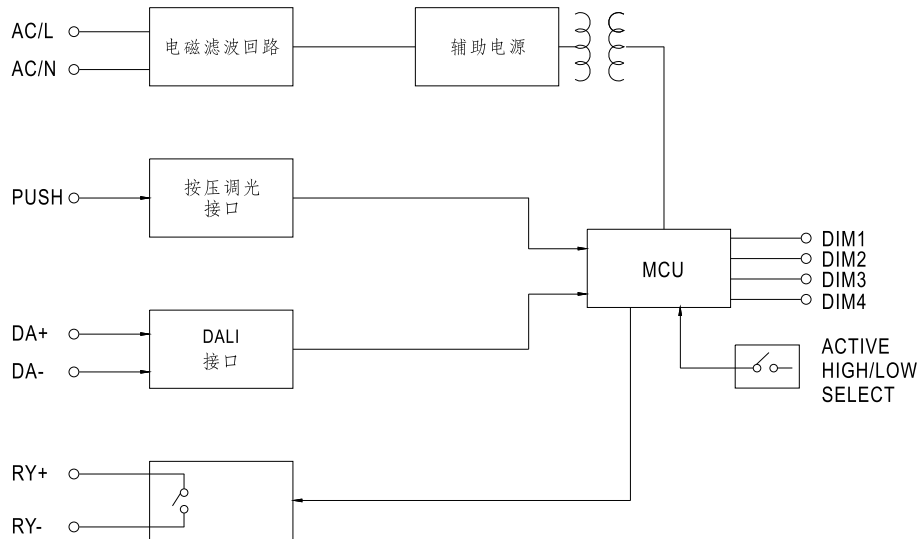 AC/L
AC/N
电磁滤波回路
辅助电源
PUSH
按压调光
接口
MCU
DIM1
DIM2
DIM3
DIM4
DA+
DA-
DALI
接口
ACTIVE
HIGH/LOW
SELECT
RY+
RY-